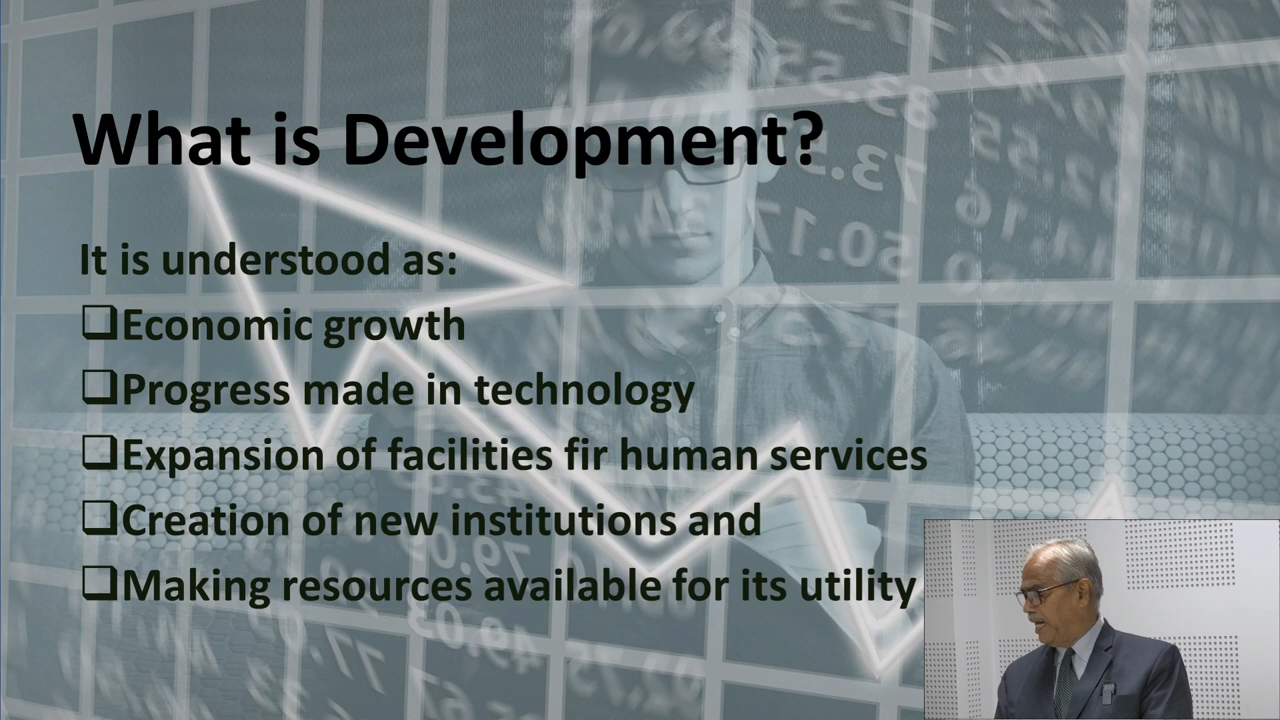 What is Development?
It is understood as:
❑Economic growth
❑Progress made in technology
❑Expansion of facilities fir human services
❑Creation of new institutions and
❑Making resources available for its utility